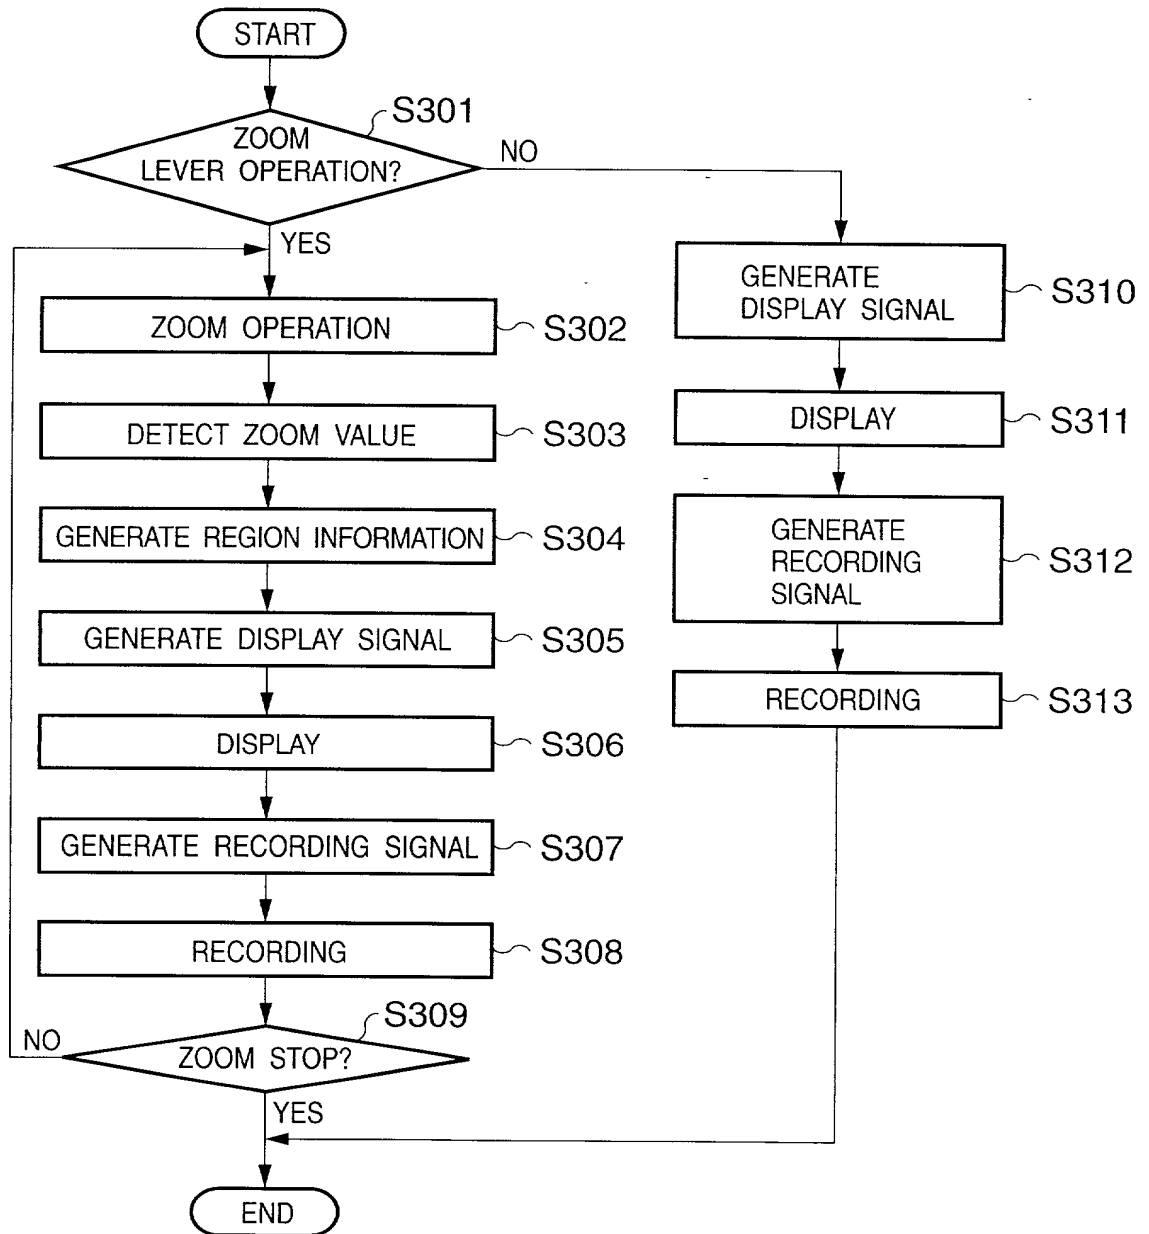 START
S301
ZOOM
LEVER OPERATION?
NO
YES
ZOOM OPERATION
S302
DETECT ZOOM VALUE
S303
GENERATE REGION INFORMATION
S304
GENERATE DISPLAY SIGNAL
S305
DISPLAY
S306
GENERATE RECORDING SIGNAL
S307
RECORDING
S308
S309
NO
ZOOM STOP?
YES
END
GENERATE
DISPLAY SIGNAL
S310
DISPLAY
S311
GENERATE
RECORDING
SIGNAL
S312
RECORDING
S313